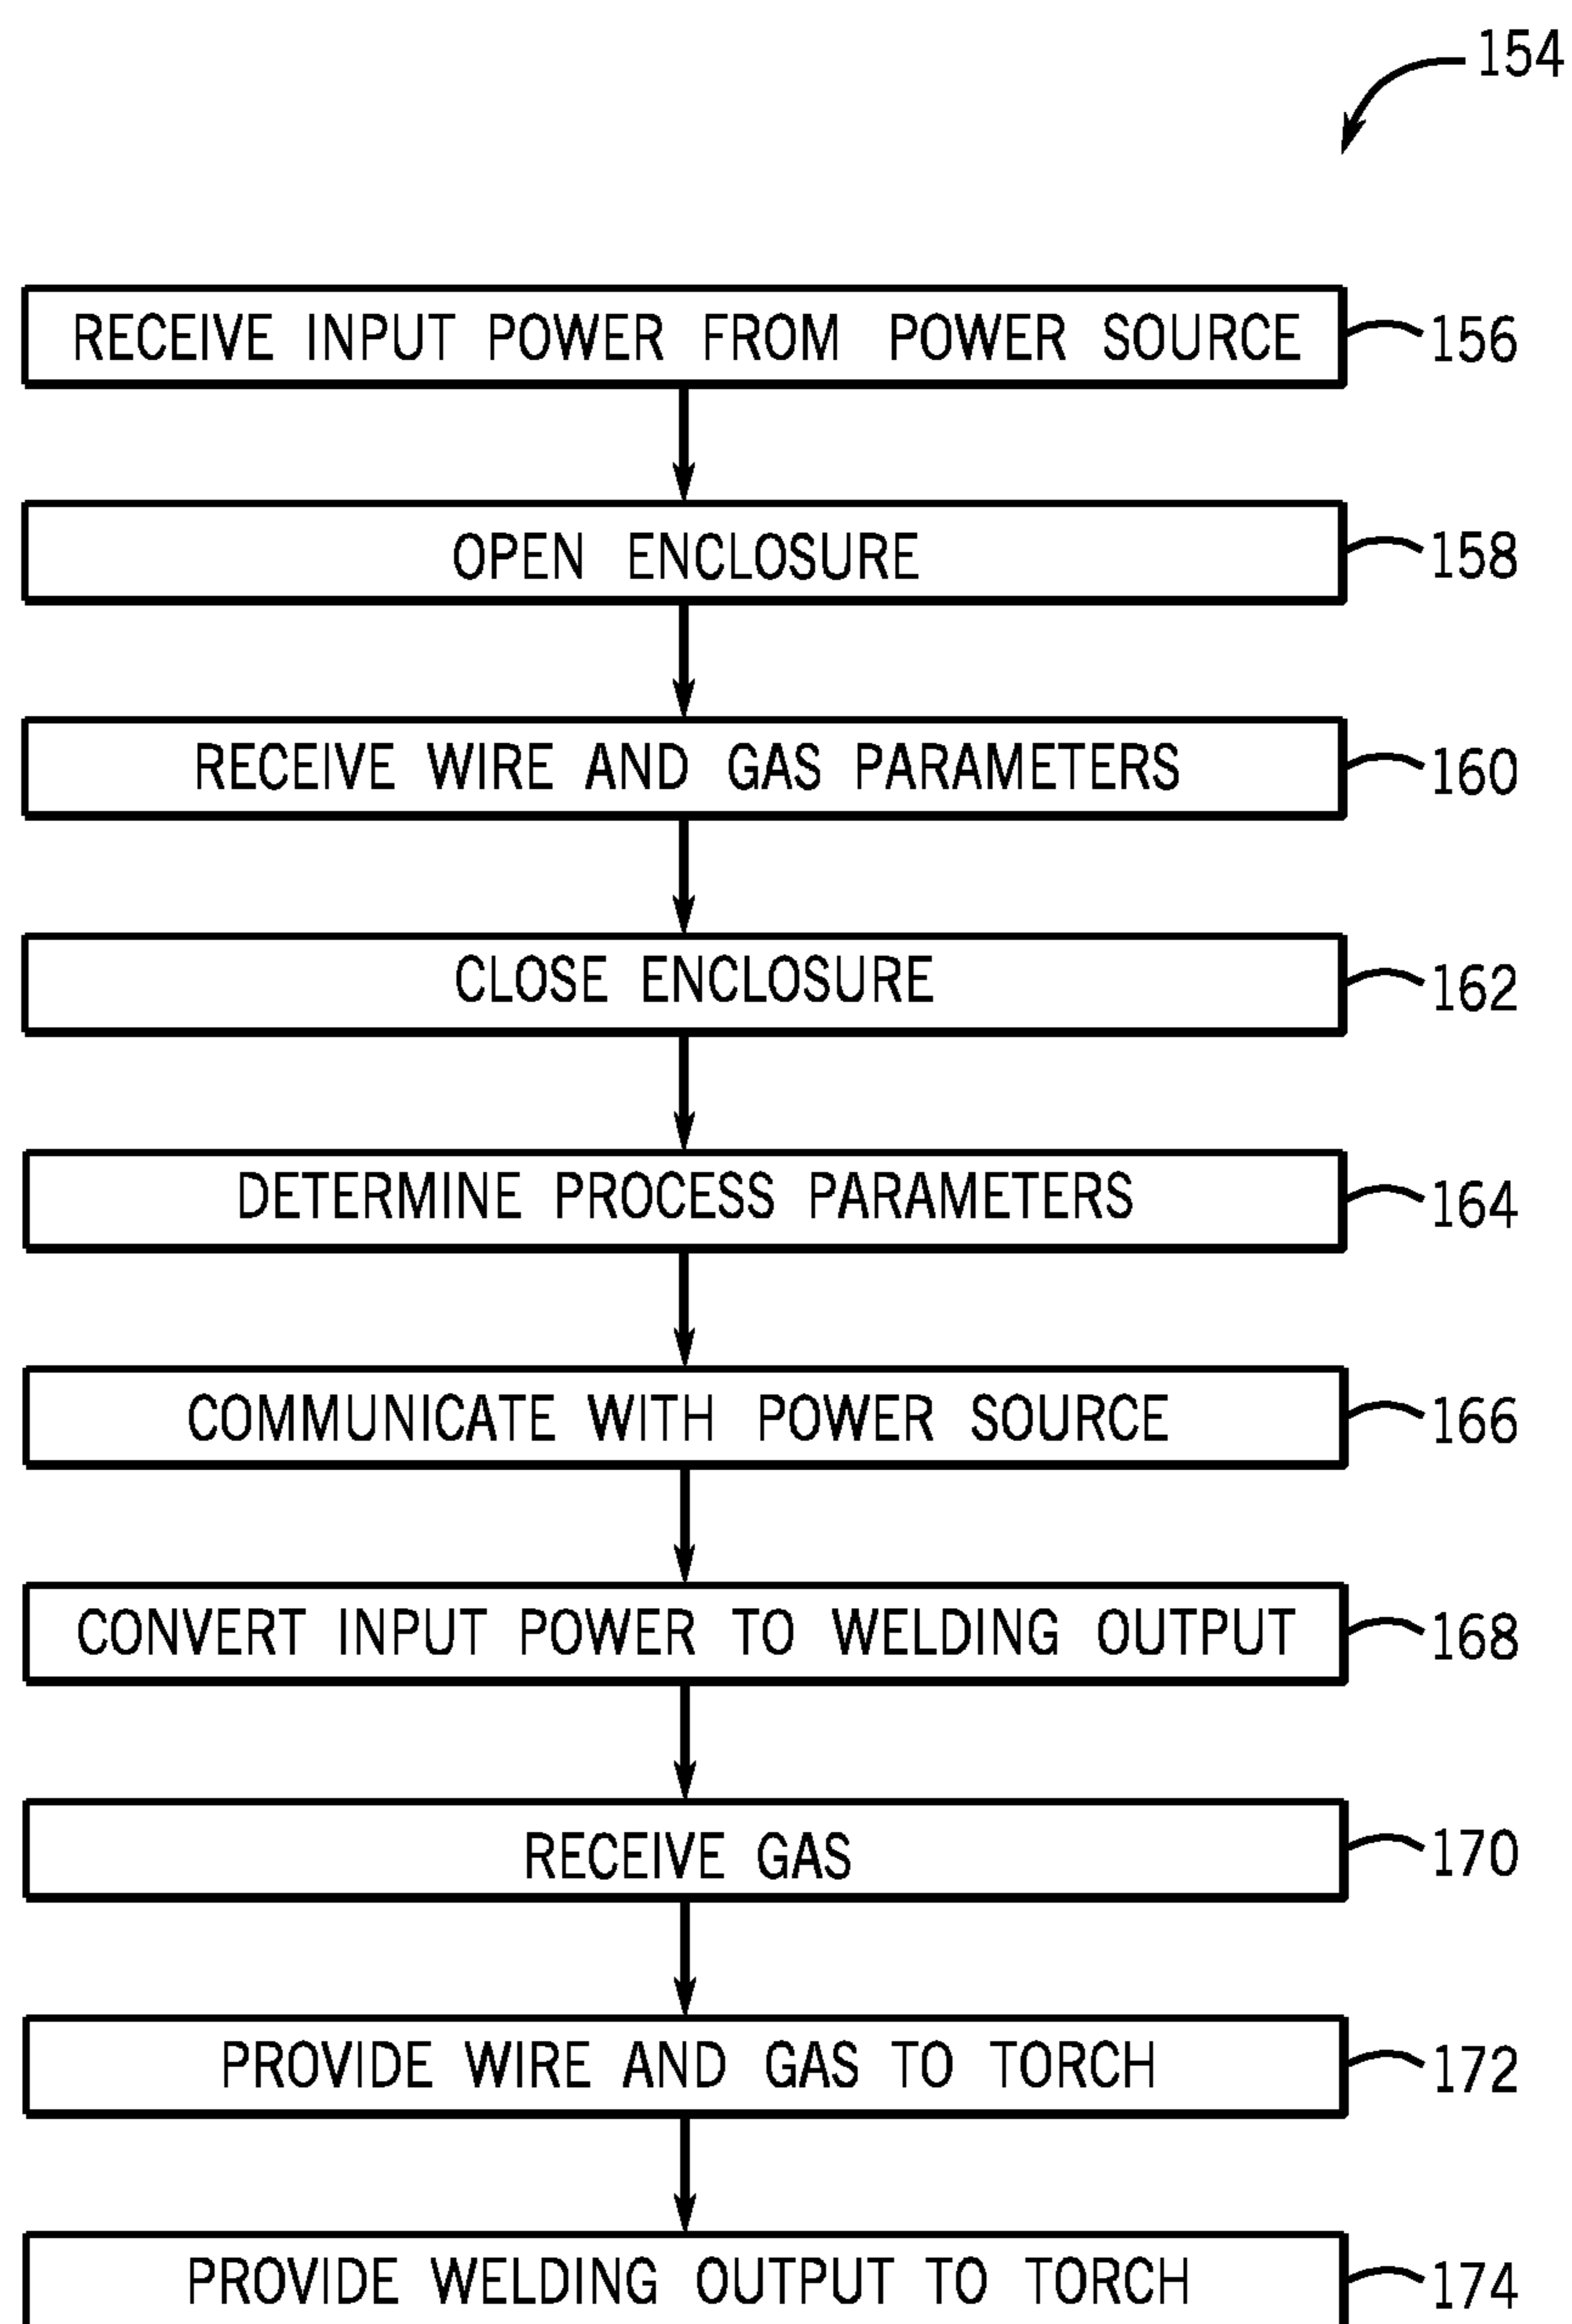 154
RECEIVE INPUT POWER FROM POWER SOURCE 156
OPEN ENCLOSURE 158
RECEIVE WIRE AND GAS PARAMETERS 160
CLOSE ENCLOSURE 162
DETERMINE PROCESS PARAMETERS 164
COMMUNICATE WITH POWER SOURCE 166
CONVERT INPUT POWER TO WELDING OUTPUT 168
RECEIVE GAS 170
PROVIDE WIRE AND GAS TO TORCH 172
PROVIDE WELDING OUTPUT TO TORCH 174